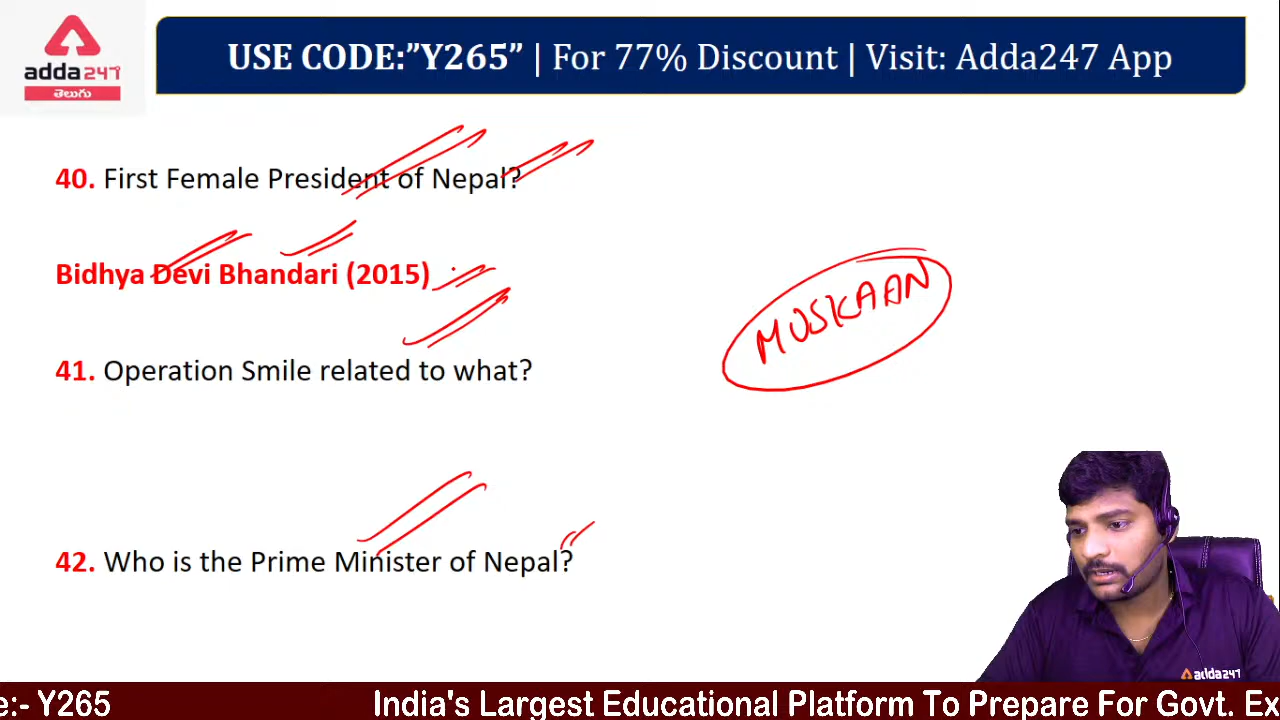 adda247
తెలుగు
USE CODE:”Y265” | For 77% Discount | Visit: Adda247 App
40. First Female President of Nepal?
Bidhya Devi Bhandari (2015)
MUSKAAN
41. Operation Smile related to what?
42. Who is the Prime Minister of Nepal?
adda247
e:- Y265 India's Largest Educational Platform To Prepare For Govt. Ex